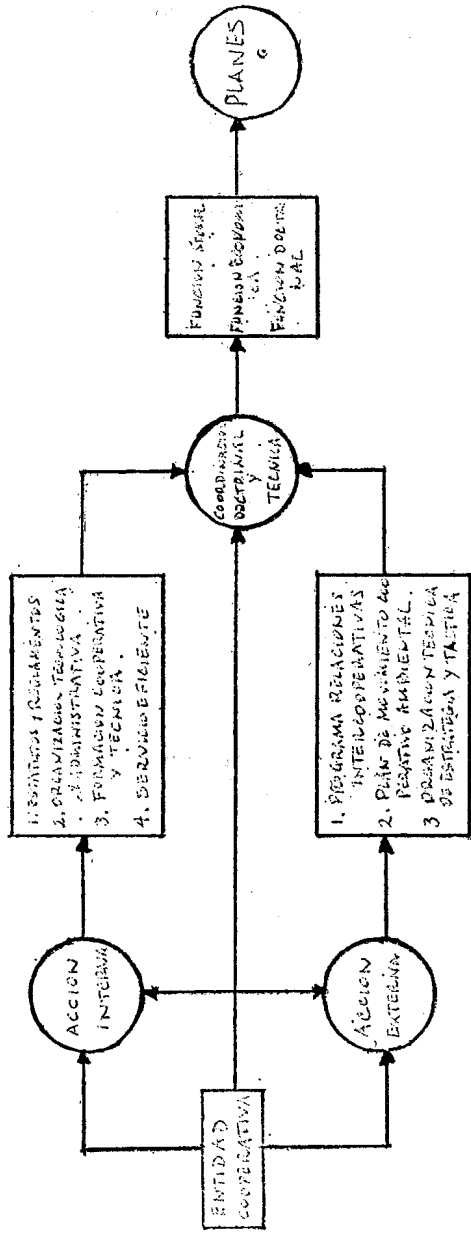 ENTIDAD
COOPERATIVA
ACCION
INTERNA
ACCION
EXTERNA
1. ESTATUTOS Y REGLAMENTOS
2. ORGANIZACION TECNOLOGICA
ADMINISTRATIVA
3. FORMACION COOPERATIVA
Y TECNICA.
4. SERVICIO EFICIENTE
1. PROGRAMA RELACIONES
INTERCOOPERATIVAS
2. PLAN DE MOVIMIENTO COO
PERATIVO AMBIENTAL.
3 ORGANIZACION TECNICA
DE ESTRATEGIA Y TACTICA
COORDINACION
DOCTRINAL
Y
TECNICA
FUNCION
FUNCION ECONOMI
CA
FUNCION DOCTRI
NAL
PLANES